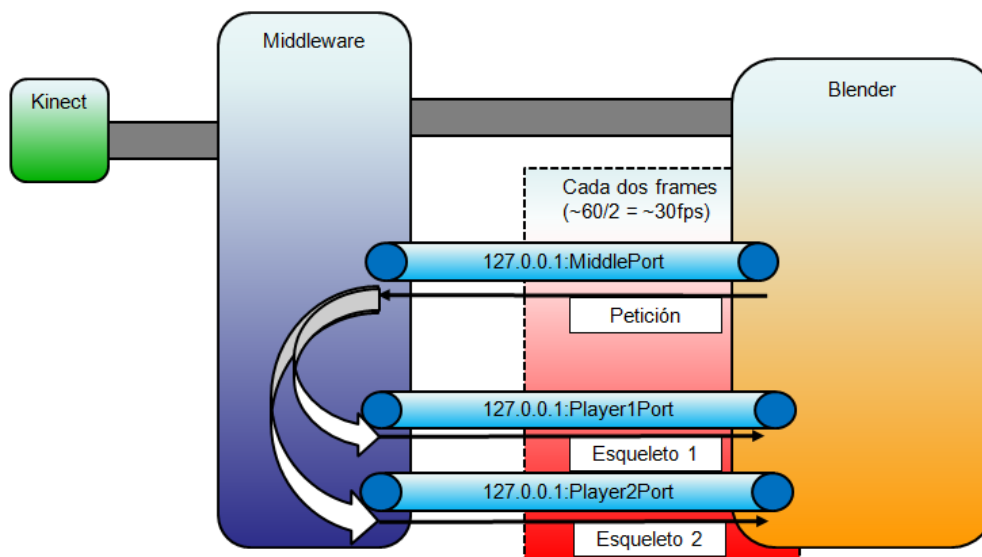 Middleware
Kinect
Blender
Cada dos frames
(~60/2 = ~30fps)
127.0.0.1:MiddlePort
Petición
127.0.0.1:Player1Port
Esqueleto 1
127.0.0.1:Player2Port
Esqueleto 2